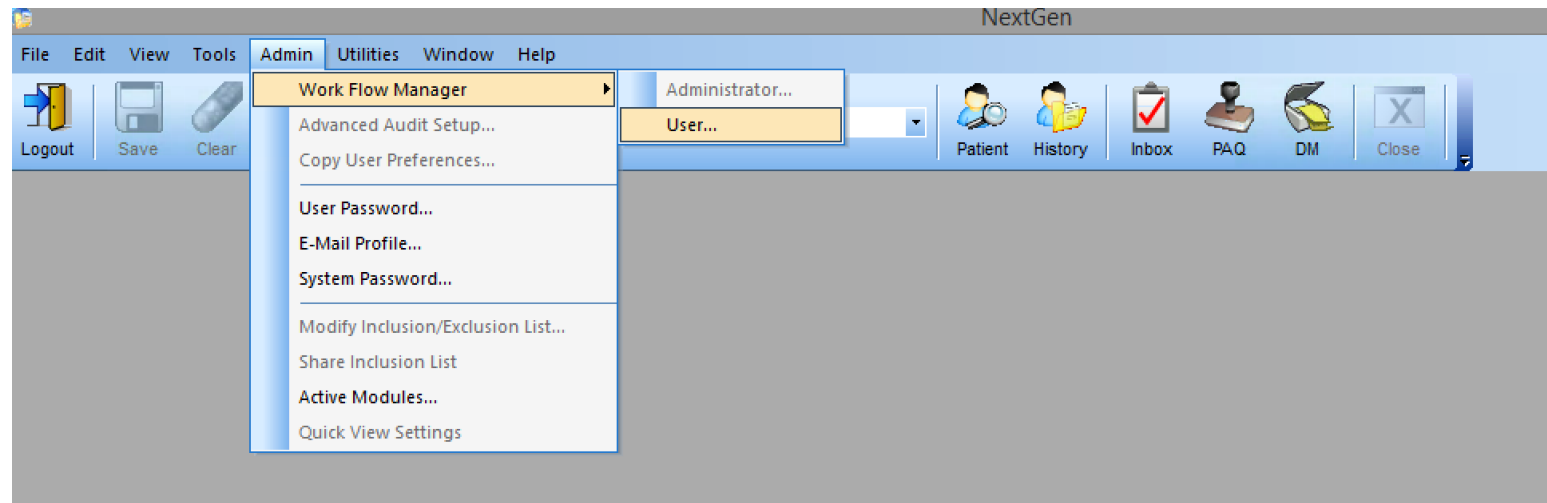 NextGen
File Edit View Tools Admin Utilities Window Help
Logout Save Clear Patient History Inbox PAQ DM Close
Work Flow Manager
Advanced Audit Setup...
Copy User Preferences...
User Password...
E-Mail Profile...
System Password...
Modify Inclusion/Exclusion List...
Share Inclusion List
Active Modules...
Quick View Settings
Administrator...
User...